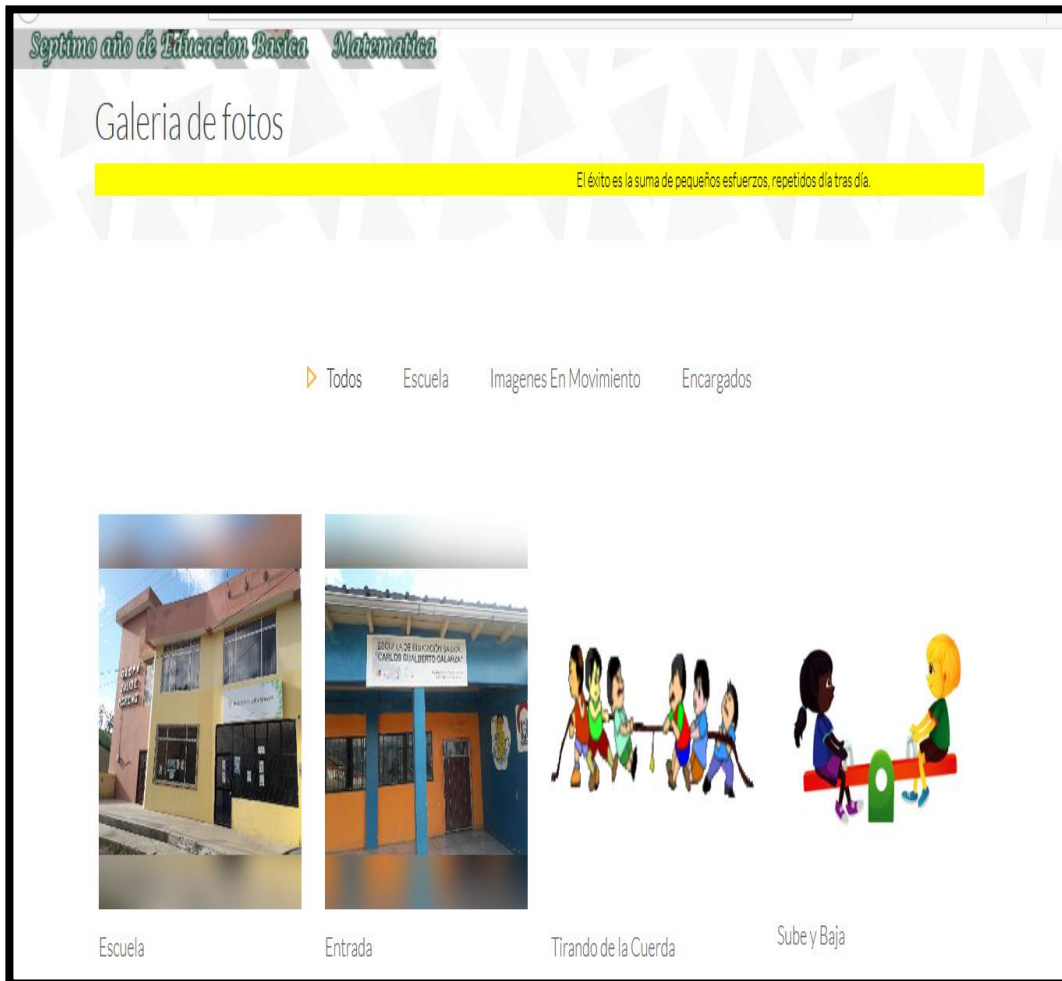 Septimo año de Educacion Basica Matematica
Galeria de fotos
El éxito es la suma de pequeños esfuerzos, repetidos día tras día.
Todos Escuela Imagenes En Movimiento Encargados
ESCUELA DE EDUCACIÓN BASICA
"CARLOS GUALBERTO GALARZA"
Escuela
Entrada
Tirando de la Cuerda
Sube y Baja